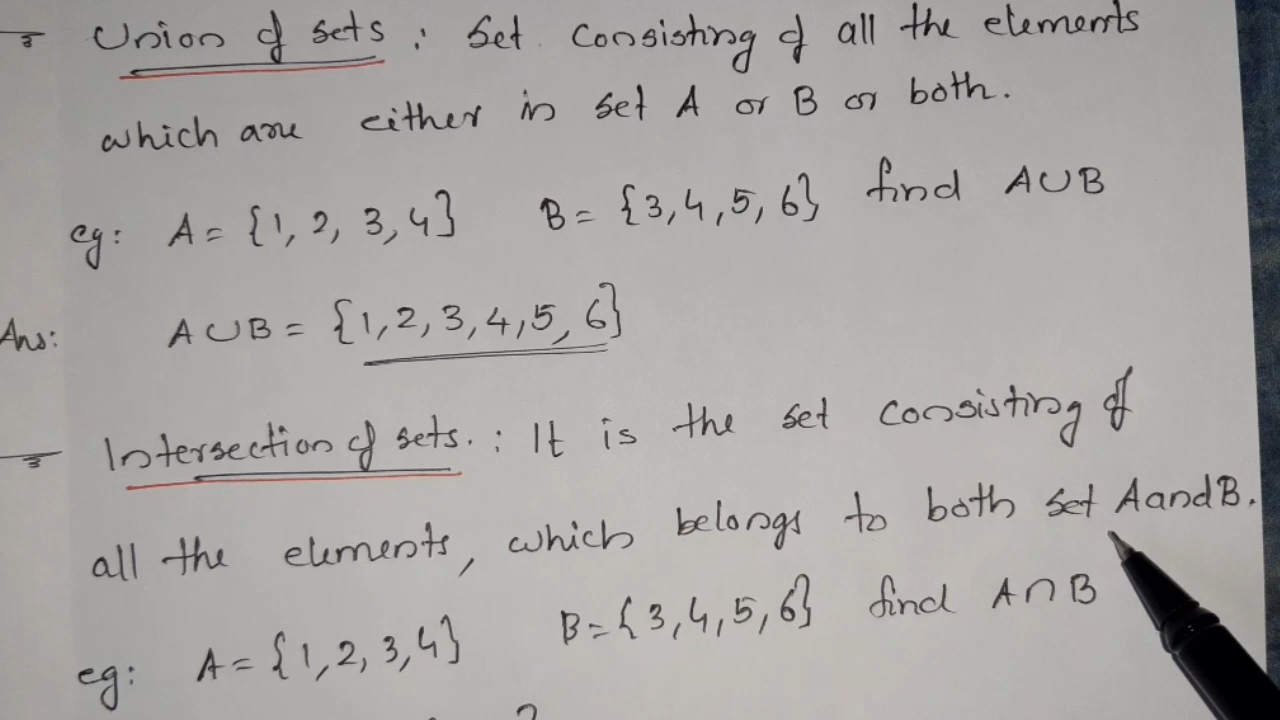 Union of sets : Set consisting of all the elements
which are either in set A or B or both.
eg: A = {1, 2, 3, 4} B = {3, 4, 5, 6} find A∪B
Ans: A∪B = {1, 2, 3, 4, 5, 6}
Intersection of sets. : It is the set consisting of
all the elements, which belongs to both set A and B.
eg: A = {1, 2, 3, 4} B = {3, 4, 5, 6} find A∩B